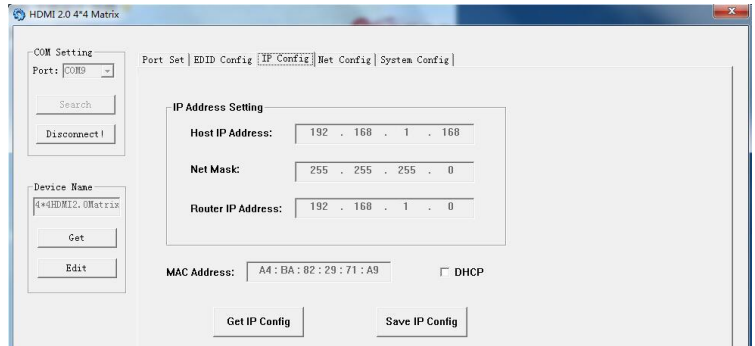 HDMI 2.0 4*4 Matrix
COM Setting
Port: COM9
Search
Disconnect!
Device Name
4*4HDMI2.0Matrix
Get
Edit
Port Set EDID Config IP Config Net Config System Config
IP Address Setting
Host IP Address: 192 . 168 . 1 . 168
Net Mask: 255 . 255 . 255 . 0
Router IP Address: 192 . 168 . 1 . 0
MAC Address: A4:BA:82:29:71:A9 DHCP
Get IP Config Save IP Config